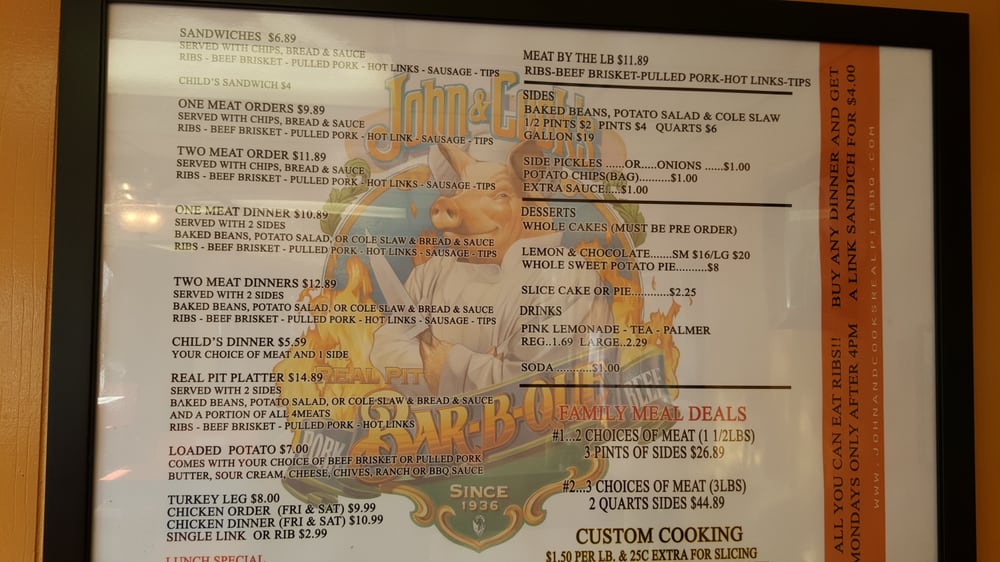 SANDWICHES $6.89
SERVED WITH CHIPS, BREAD & SAUCE
RIBS - BEEF BRISKET - PULLED PORK - HOT LINKS - SAUSAGE - TIPS
CHILD'S SANDWICH $4
ONE MEAT ORDERS $9.89
SERVED WITH CHIPS, BREAD & SAUCE
RIBS - BEEF BRISKET - PULLED PORK - HOT LINK - SAUSAGE - TIPS
TWO MEAT ORDER $11.89
SERVED WITH CHIPS, BREAD & SAUCE
RIBS - BEEF BRISKET - PULLED PORK - HOT LINKS - SAUSAGE -TIPS
ONE MEAT DINNER $10.89
SERVED WITH 2 SIDES
BAKED BEANS, POTATO SALAD, OR COLE SLAW & BREAD & SAUCE
RIBS - BEEF BRISKET - PULLED PORK - HOT LINKS - SAUSAGE - TIPS
TWO MEAT DINNERS $12.89
SERVED WITH 2 SIDES
BAKED BEANS, POTATO SALAD, OR COLE SLAW & BREAD & SAUCE
RIBS - BEEF BRISKET - PULLED PORK - HOT LINKS - SAUSAGE - TIPS
CHILD'S DINNER $5.59
YOUR CHOICE OF MEAT AND 1 SIDE
REAL PIT PLATTER $14.89
SERVED WITH 2 SIDES
BAKED BEANS, POTATO SALAD, OR COLE SLAW & BREAD & SAUCE
AND A PORTION OF ALL 4MEATS
RIBS - BEEF BRISKET - PULLED PORK - HOT LINKS
LOADED POTATO $7.00
COMES WITH YOUR CHOICE OF BEEF BRISKET OR PULLED PORK
BUTTER, SOUR CREAM, CHEESE, CHIVES, RANCH OR BBQ SAUCE
TURKEY LEG $8.00
CHICKEN ORDER (FRI & SAT) $9.99
CHICKEN DINNER (FRI & SAT) $10.99
SINGLE LINK OR RIB $2.99
LUNCH SPECIAL
MEAT BY THE LB $11.89
RIBS-BEEF BRISKET-PULLED PORK-HOT LINKS-TIPS
SIDES
BAKED BEANS, POTATO SALAD & COLE SLAW
1/2 PINTS $2 PINTS $4 QUARTS $6
GALLON $19
SIDE PICKLES ......OR.....ONIONS .....$1.00
POTATO CHIPS(BAG)..........$1.00
EXTRA SAUCE....$1.00
DESSERTS
WHOLE CAKES (MUST BE PRE ORDER)
LEMON & CHOCOLATE.......SM $16/LG $20
WHOLE SWEET POTATO PIE..........$8
SLICE CAKE OR PIE............$2.25
DRINKS
PINK LEMONADE - TEA - PALMER
REG..1.69 LARGE..2.29
SODA ...........$1.00
FAMILY MEAL DEALS
#1...2 CHOICES OF MEAT (1 1/2LBS)
3 PINTS OF SIDES $26.89
#2...3 CHOICES OF MEAT (3LBS)
2 QUARTS SIDES $44.89
CUSTOM COOKING
$1.50 PER LB. & 25C EXTRA FOR SLICING
John & Cook's
REAL PIT
BAR-B-QUE
PORK
BEEF
SINCE
1936
ALL YOU CAN EAT RIBS!! BUY ANY DINNER AND GET
MONDAYS ONLY AFTER 4PM A LINK SANDICH FOR $4.00
WWW.JOHNANDCOOKSREALPITBBQ.COM